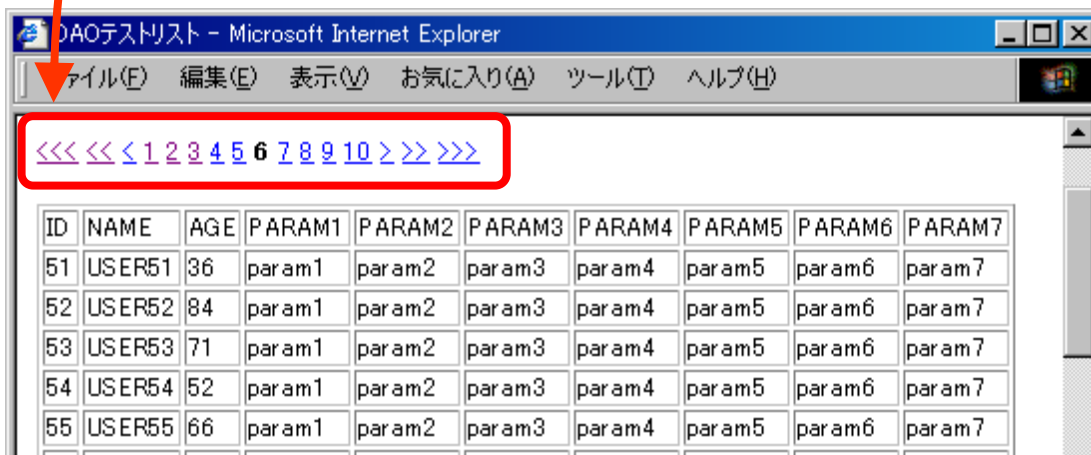 DAOテストリスト - Microsoft Internet Explorer
ファイル(F) 編集(E) 表示(V) お気に入り(A) ツール(T) ヘルプ(H)
<<< << < 1 2 3 4 5 6 7 8 9 10 > >> >>>
ID NAME AGE PARAM1 PARAM2 PARAM3 PARAM4 PARAM5 PARAM6 PARAM7
51 USER51 36 param1 param2 param3 param4 param5 param6 param7
52 USER52 84 param1 param2 param3 param4 param5 param6 param7
53 USER53 71 param1 param2 param3 param4 param5 param6 param7
54 USER54 52 param1 param2 param3 param4 param5 param6 param7
55 USER55 66 param1 param2 param3 param4 param5 param6 param7